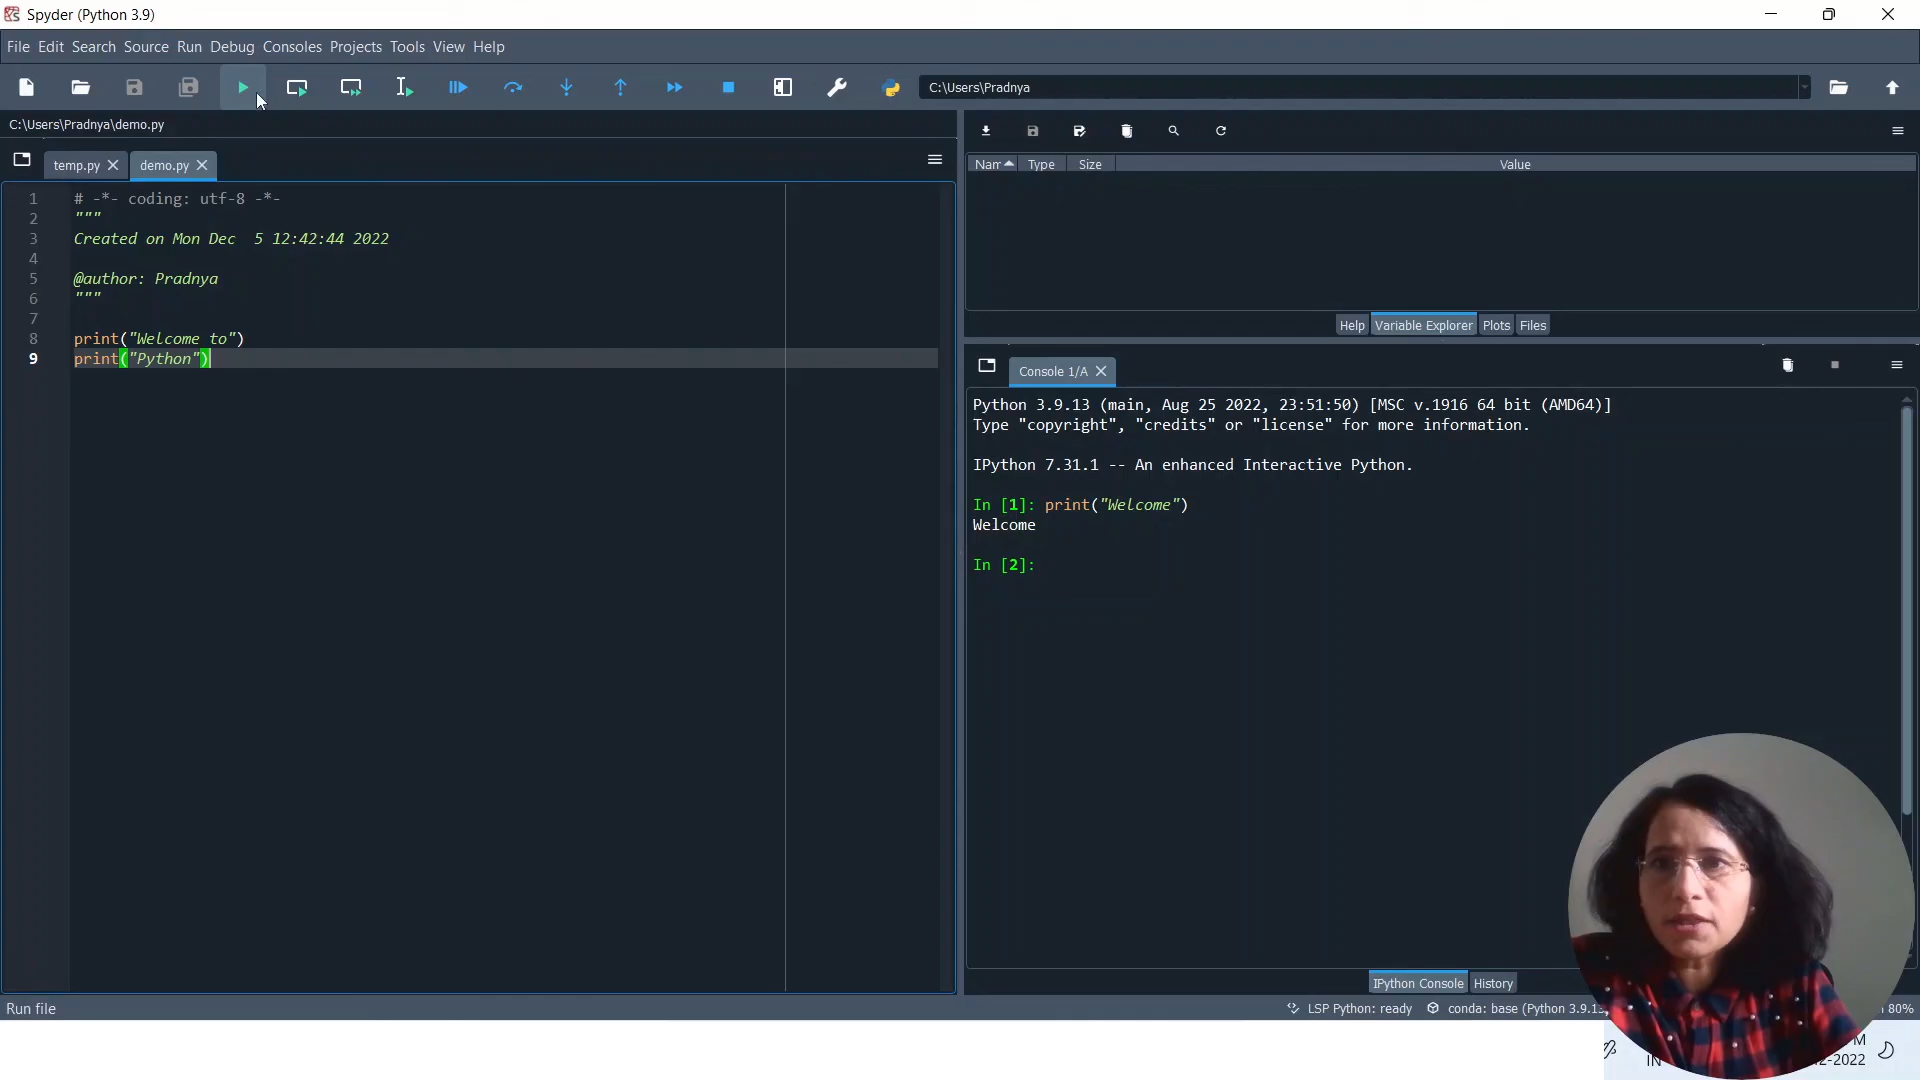 Spyder (Python 3.9)
File Edit Search Source Run Debug Consoles Projects Tools View Help
C:\Users\Pradnya
C:\Users\Pradnya\demo.py
temp.py
demo.py
1 # -*- coding: utf-8 -*-
2 """
3 Created on Mon Dec  5 12:42:44 2022
4
5 @author: Pradnya
6 """
7
8 print("Welcome to")
9 print("Python")
Nam Type Size Value
Help Variable Explorer Plots Files
Console 1/A
Python 3.9.13 (main, Aug 25 2022, 23:51:50) [MSC v.1916 64 bit (AMD64)]
Type "copyright", "credits" or "license" for more information.
IPython 7.31.1 -- An enhanced Interactive Python.
In [1]: print("Welcome")
Welcome
In [2]:
IPython Console History
Run file
LSP Python: ready
conda: base (Python 3.9.13
80%
M
IN
2-2022